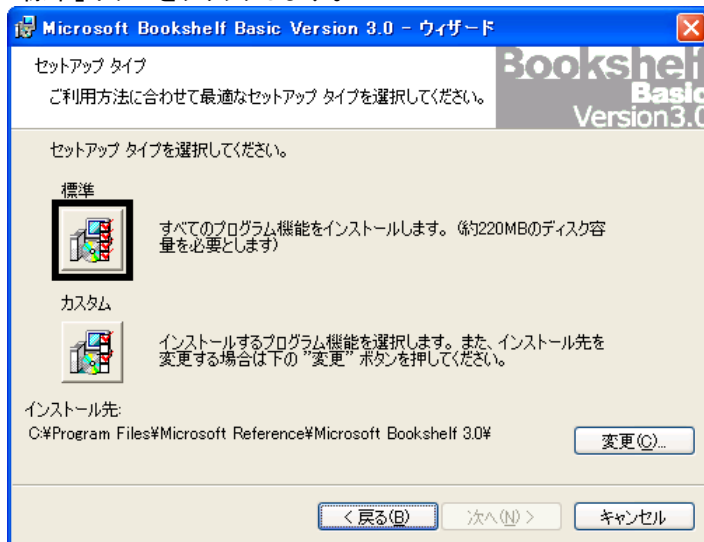 Microsoft Bookshelf Basic Version 3.0 - ウィザード
セットアップ タイプ
ご利用方法に合わせて最適なセットアップ タイプを選択してください。
Bookshelf
Basic
Version3.0
セットアップ タイプを選択してください。
標準
すべてのプログラム機能をインストールします。（約220MBのディスク容
量を必要とします）
カスタム
インストールするプログラム機能を選択します。また、インストール先を
変更する場合は下の "変更" ボタンを押してください。
インストール先:
C:¥Program Files¥Microsoft Reference¥Microsoft Bookshelf 3.0¥
変更(C)...
< 戻る(B)
次へ(N) >
キャンセル